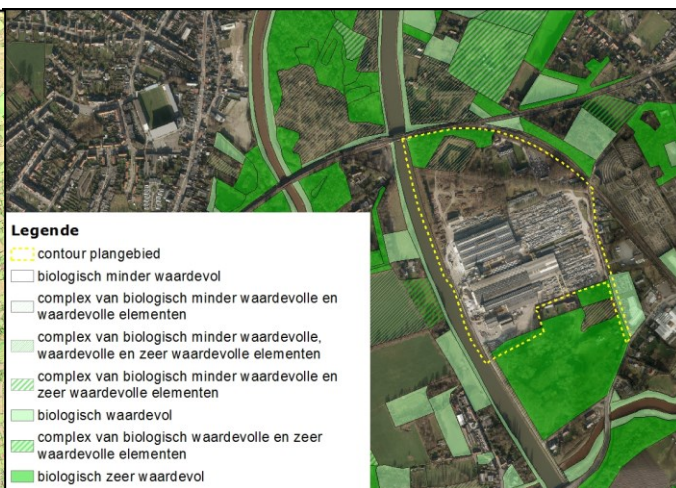 Legende
contour plangebied
biologisch minder waardevol
complex van biologisch minder waardevolle en
waardevolle elementen
complex van biologisch minder waardevolle,
waardevolle en zeer waardevolle elementen
complex van biologisch minder waardevolle en
zeer waardevolle elementen
biologisch waardevol
complex van biologisch waardevolle en zeer
waardevolle elementen
biologisch zeer waardevol